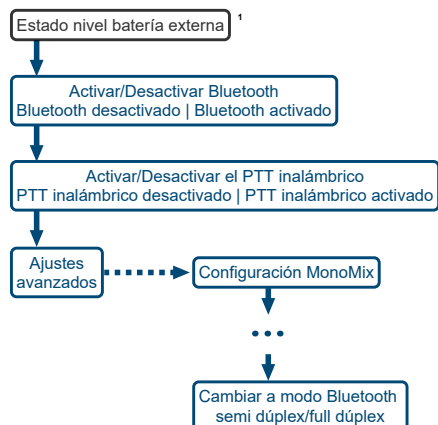 Estado nivel batería externa ¹
Activar/Desactivar Bluetooth
Bluetooth desactivado | Bluetooth activado
Activar/Desactivar el PTT inalámbrico
PTT inalámbrico desactivado | PTT inalámbrico activado
Ajustes
avanzados
Configuración MonoMix
Cambiar a modo Bluetooth
semi dúplex/full dúplex